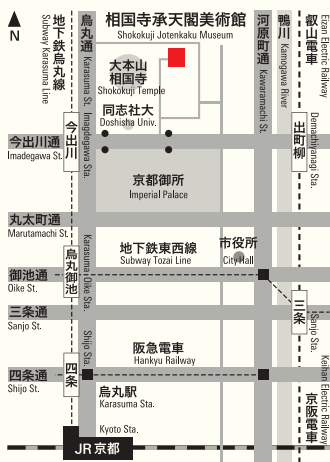 N
地下鉄烏丸線
Subway Karasuma Line
烏丸通
Karasuma St.
相国寺承天閣美術館
Shokokuji Jotenkaku Museum
大本山
相国寺
Shokokuji Temple
同志社大
Doshisha Univ.
河原町通
Kawaramachi St.
鴨川
Kamogawa River
叡山電車
Eizan Electric Railway
今出川通
Imadegawa St.
今出川
Imadegawa Sta.
出町柳
Demachiyanagi Sta.
京都御所
Imperial Palace
丸太町通
Marutamachi St.
地下鉄東西線
Subway Tozai Line
市役所
City Hall
御池通
Oike St.
烏丸御池
Karasuma Oike Sta.
三条通
Sanjo St.
三条
Sanjo Sta.
四条通
Shijo St.
四条
Shijo Sta.
阪急電車
Hankyu Railway
烏丸駅
Karasuma Sta.
Keihan Electric Railway
京阪電車
Kyoto Sta.
JR京都